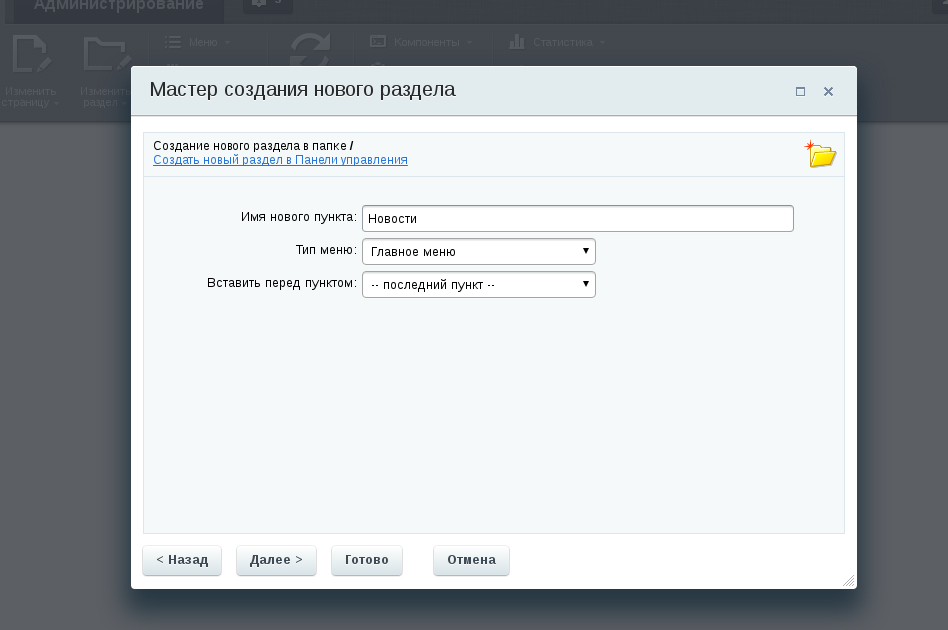 Администрирование
Меню
Компоненты
Статистика
Изменить
страницу
Изменить
раздел
Мастер создания нового раздела
Создание нового раздела в папке /
Создать новый раздел в Панели управления
Имя нового пункта:
Новости
Тип меню:
Главное меню
Вставить перед пунктом:
-- последний пункт --
< Назад
Далее >
Готово
Отмена